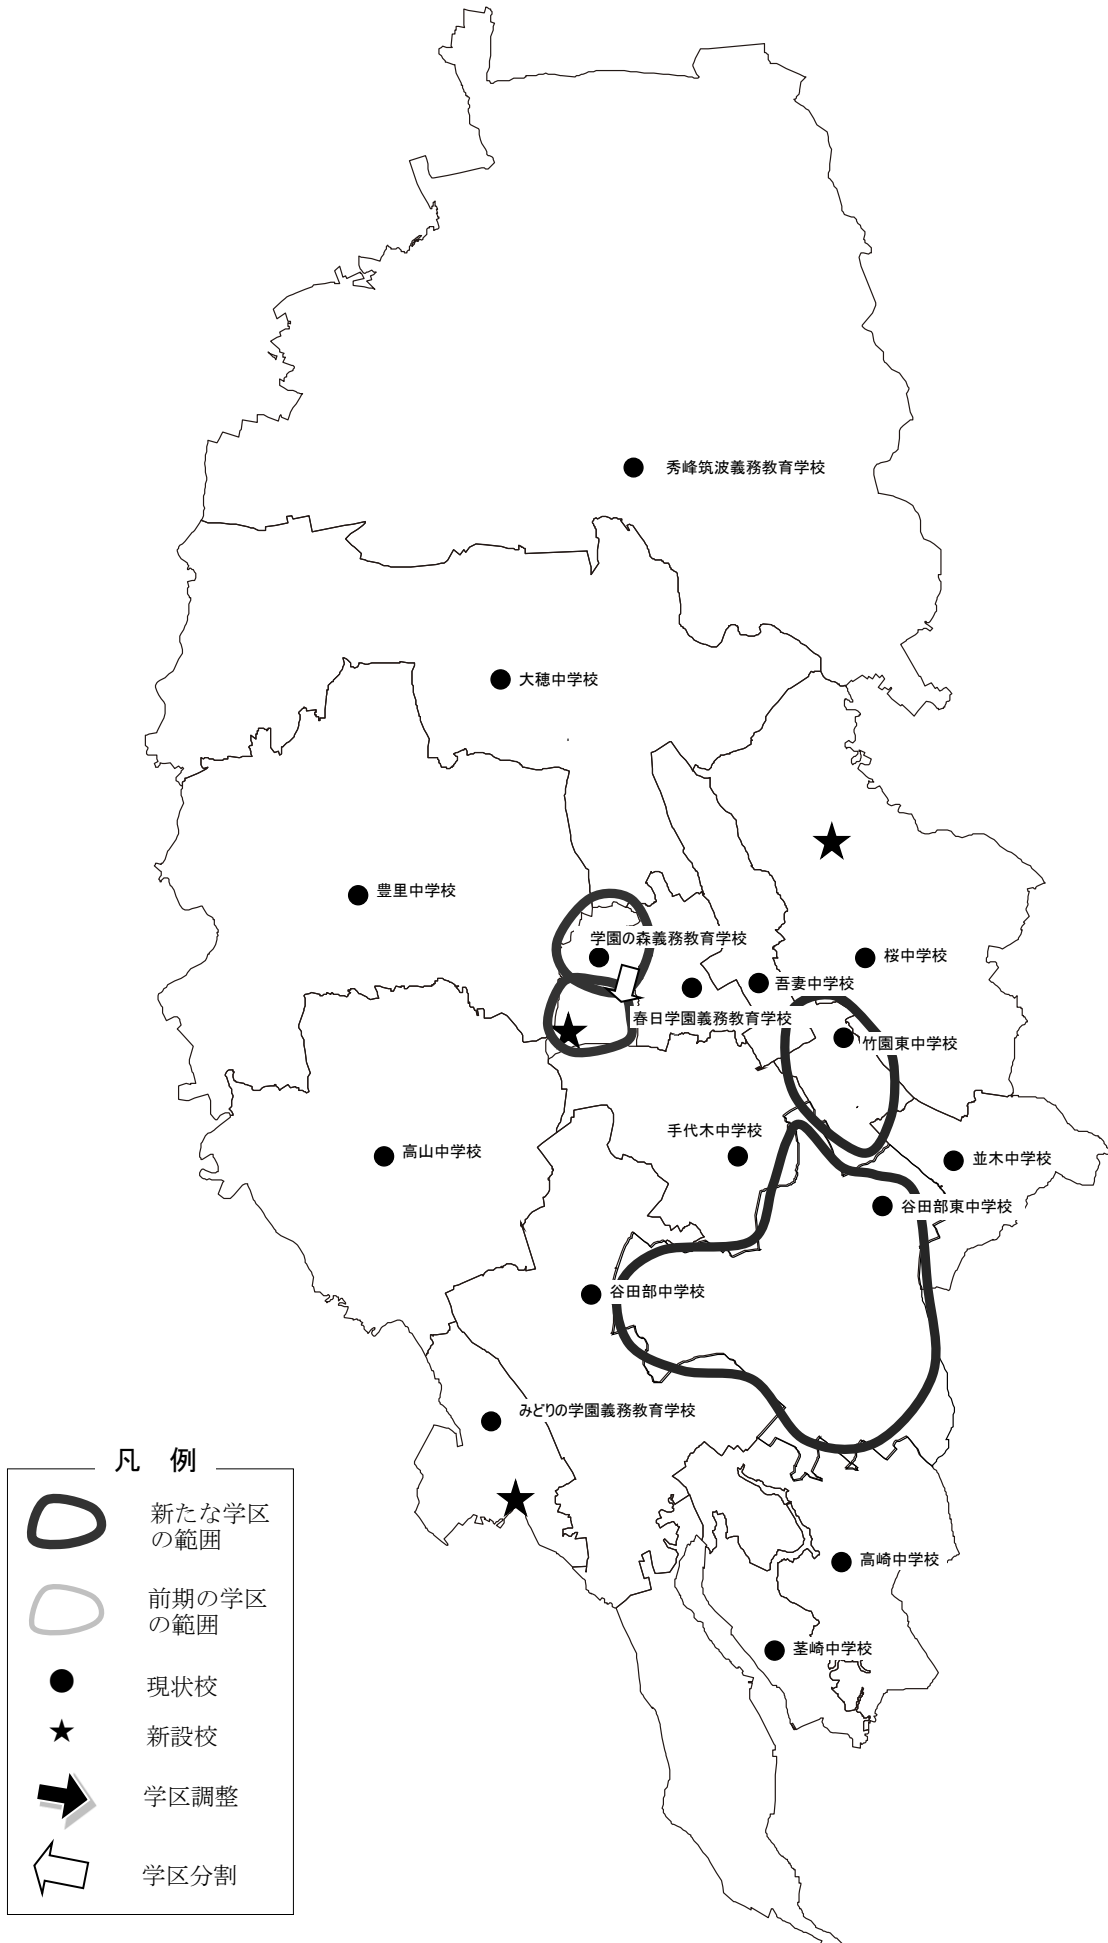 秀峰筑波義務教育学校
大穂中学校
豊里中学校
学園の森義務教育学校
桜中学校
吾妻中学校
春日学園義務教育学校
竹園東中学校
手代木中学校
高山中学校
並木中学校
谷田部東中学校
谷田部中学校
みどりの学園義務教育学校
高崎中学校
茎崎中学校
凡 例
新たな学区
の範囲
前期の学区
の範囲
現状校
新設校
学区調整
学区分割